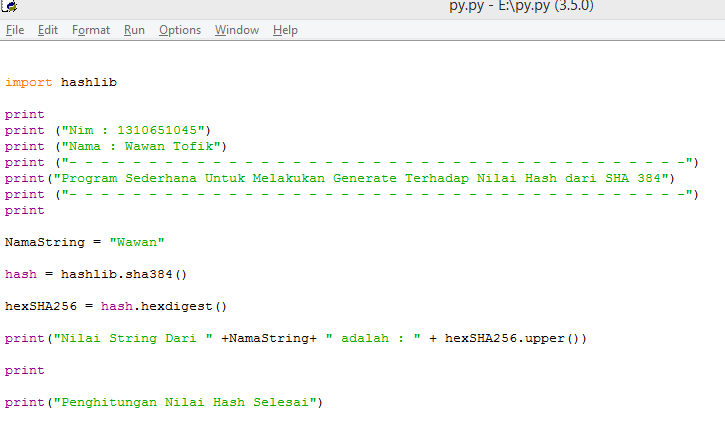 py.py - E:\py.py (3.5.0)
File Edit Format Run Options Window Help
import hashlib
print
print ("Nim : 1310651045")
print ("Nama : Wawan Tofik")
print ("- - - - - - - - - - - - - - - - - - - - - - - - - - - - - - - - - - - - - - - - -")
print("Program Sederhana Untuk Melakukan Generate Terhadap Nilai Hash dari SHA 384")
print ("- - - - - - - - - - - - - - - - - - - - - - - - - - - - - - - - - - - - - - - - -")
print
NamaString = "Wawan"
hash = hashlib.sha384()
hexSHA256 = hash.hexdigest()
print("Nilai String Dari " +NamaString+ " adalah : " + hexSHA256.upper())
print
print("Penghitungan Nilai Hash Selesai")